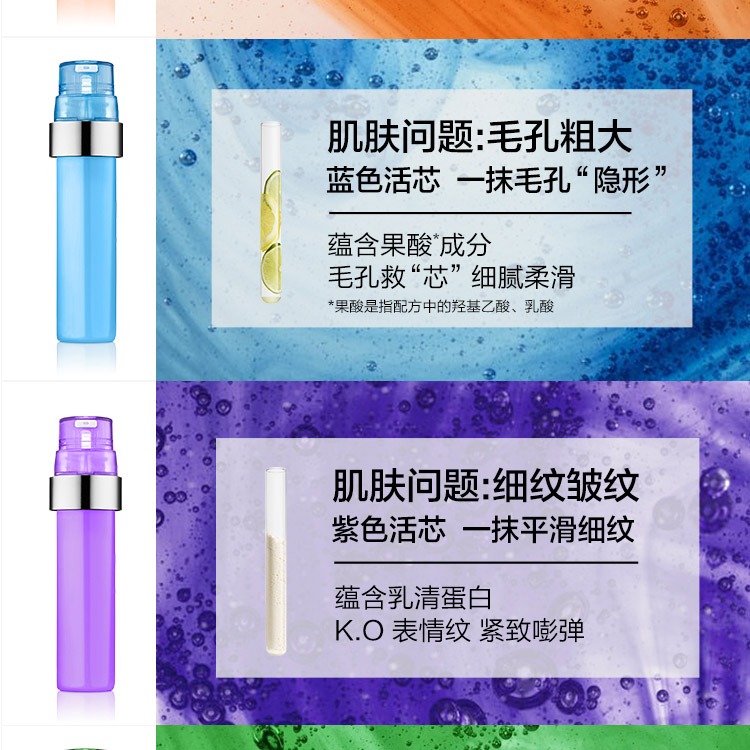 肌肤问题:毛孔粗大
蓝色活芯 一抹毛孔“隐形”
蕴含果酸*成分
毛孔救“芯” 细腻柔滑
*果酸是指配方中的羟基乙酸、乳酸
肌肤问题:细纹皱纹
紫色活芯 一抹平滑细纹
蕴含乳清蛋白
K.O 表情纹 紧致嘭弹